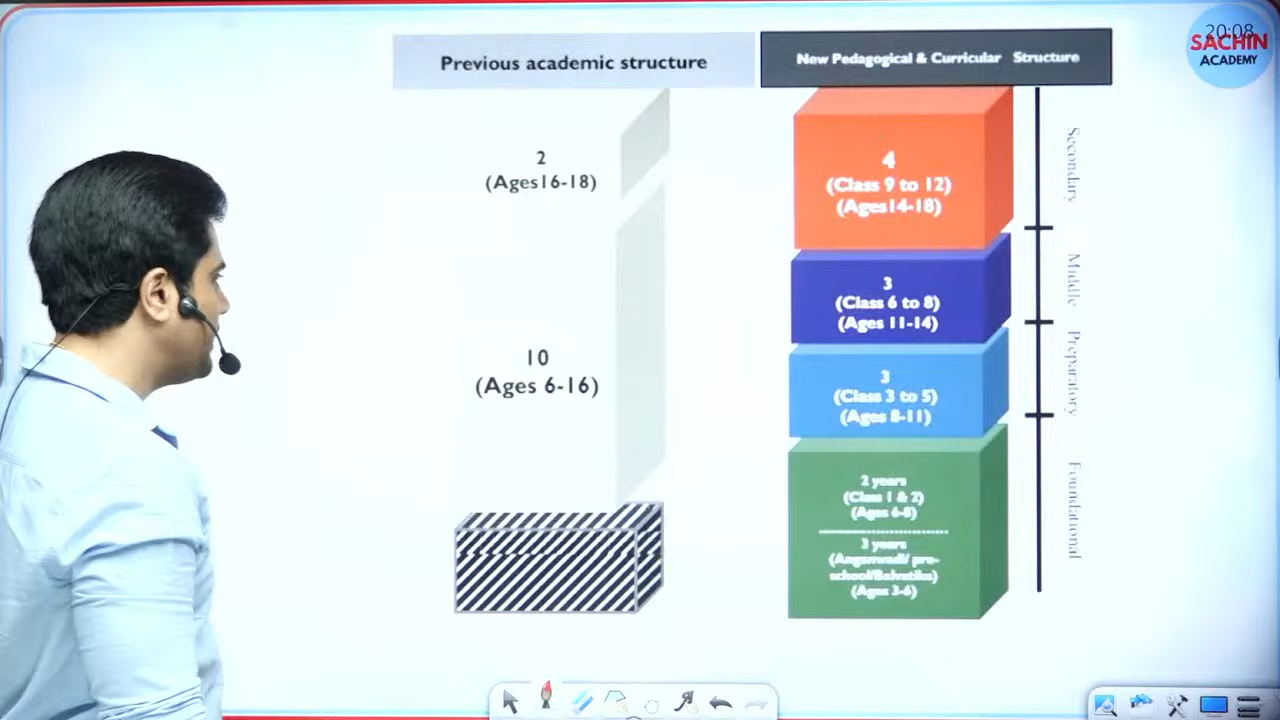 20:08
SACHIN
ACADEMY
Previous academic structure
New Pedagogical & Curricular Structure
2
(Ages16-18)
10
(Ages 6-16)
4
(Class 9 to 12)
(Ages14-18)
3
(Class 6 to 8)
(Ages 11-14)
3
(Class 3 to 5)
(Ages 8-11)
2 years
(Class 1 & 2)
(Ages 6-8)
3 years
(Anganwadi/ pre-
school/Balvatika)
(Ages 3-6)
Secondary
Middle
Preparatory
Foundational